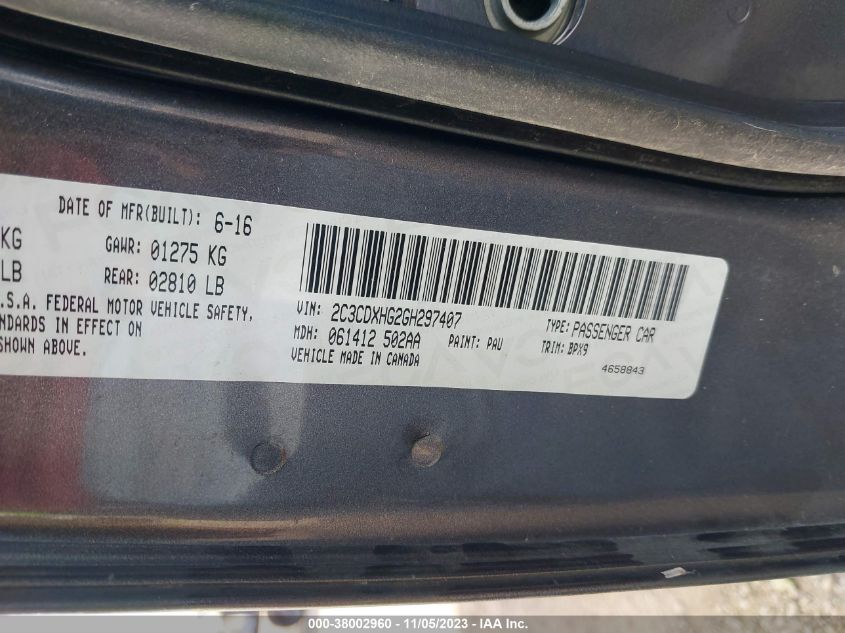 DATE OF MFR(BUILT): 6-16
KG GAWR: 01275 KG
LB REAR: 02810 LB
.S.A. FEDERAL MOTOR VEHICLE SAFETY,
NDARDS IN EFFECT ON
SHOWN ABOVE.
VIN: 2C3CDXHG2GH297407 TYPE: PASSENGER CAR
MDH: 061412 502AA PAINT: PAU TRIM: BPX9
VEHICLE MADE IN CANADA
4658843
000-38002960 - 11/05/2023 - IAA Inc.